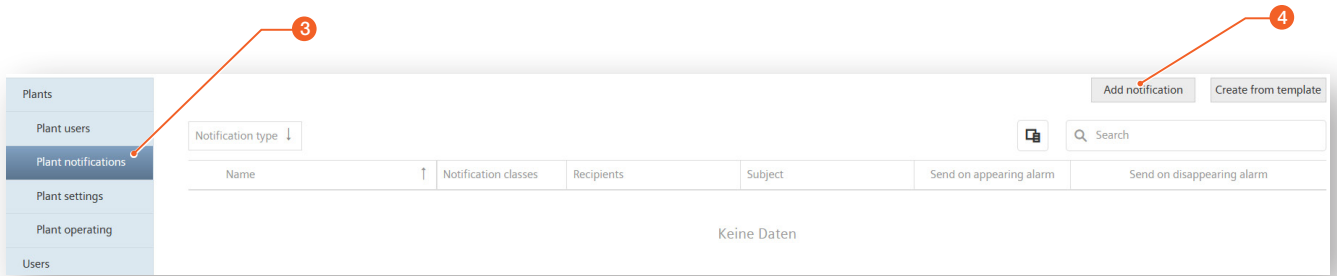 3
4
Plants
Plant users
Plant notifications
Plant settings
Plant operating
Users
Add notification
Create from template
Notification type ↓
Search
Name ↑
Notification classes
Recipients
Subject
Send on appearing alarm
Send on disappearing alarm
Keine Daten